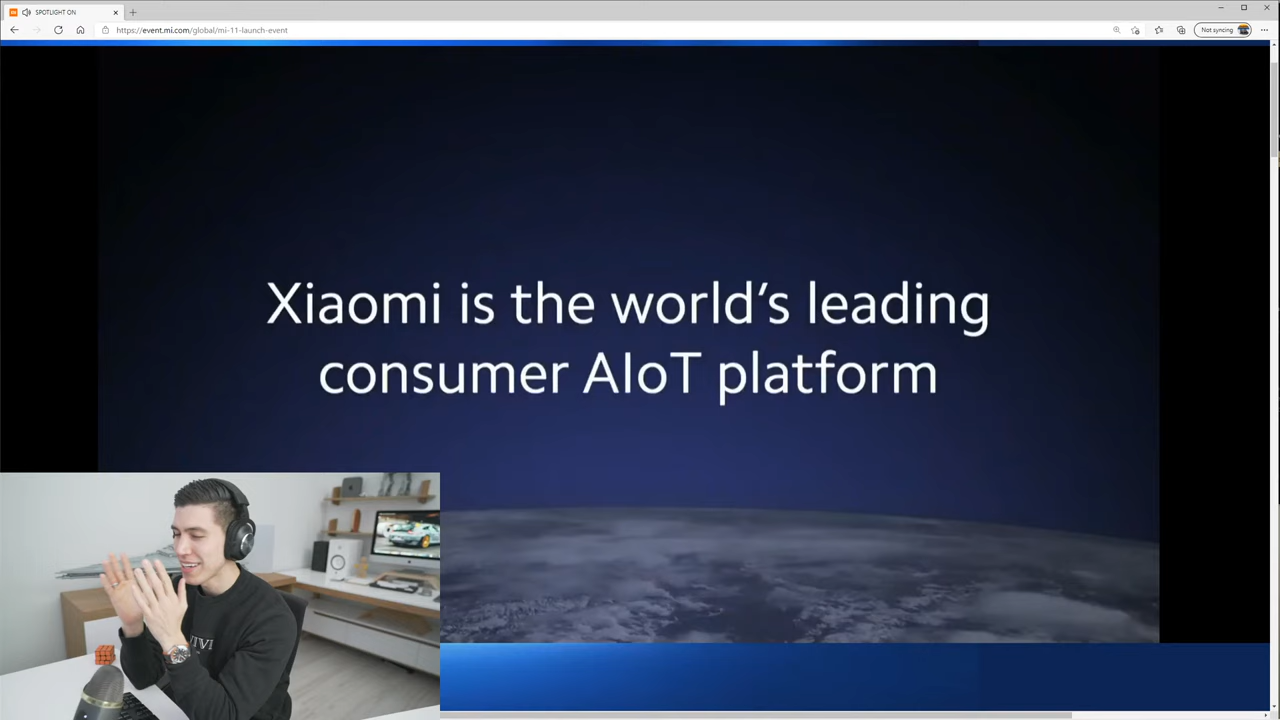 SPOTLIGHT ON
https://event.mi.com/global/mi-11-launch-event
Not syncing
Xiaomi is the world's leading
consumer AIoT platform